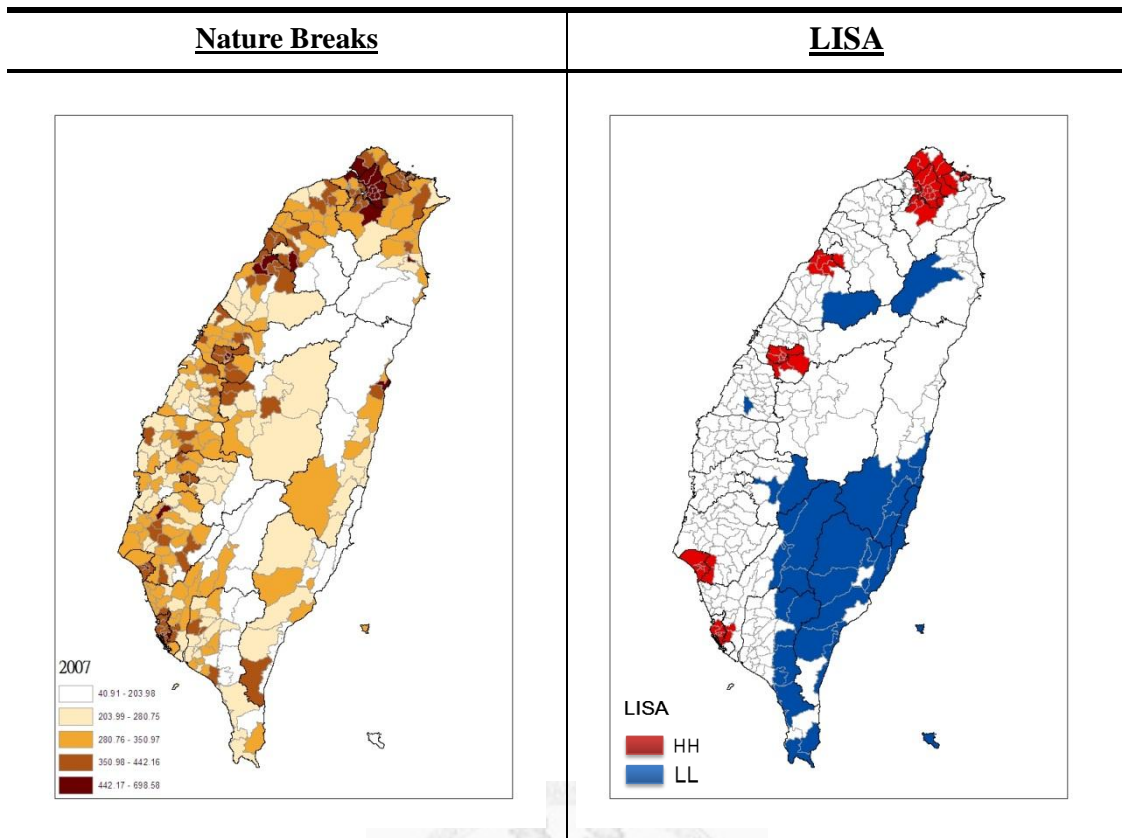 Nature Breaks
LISA
2007
40.91 - 203.98
203.99 - 280.75
280.76 - 350.97
350.98 - 442.16
442.17 - 698.58
LISA
HH
LL